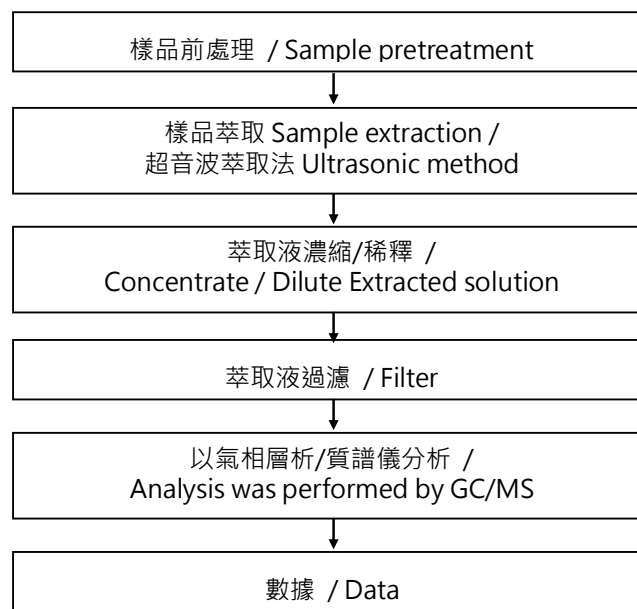 樣品前處理 / Sample pretreatment
樣品萃取 Sample extraction /
超音波萃取法 Ultrasonic method
萃取液濃縮/稀釋 /
Concentrate / Dilute Extracted solution
萃取液過濾 / Filter
以氣相層析/質譜儀分析 /
Analysis was performed by GC/MS
數據 / Data